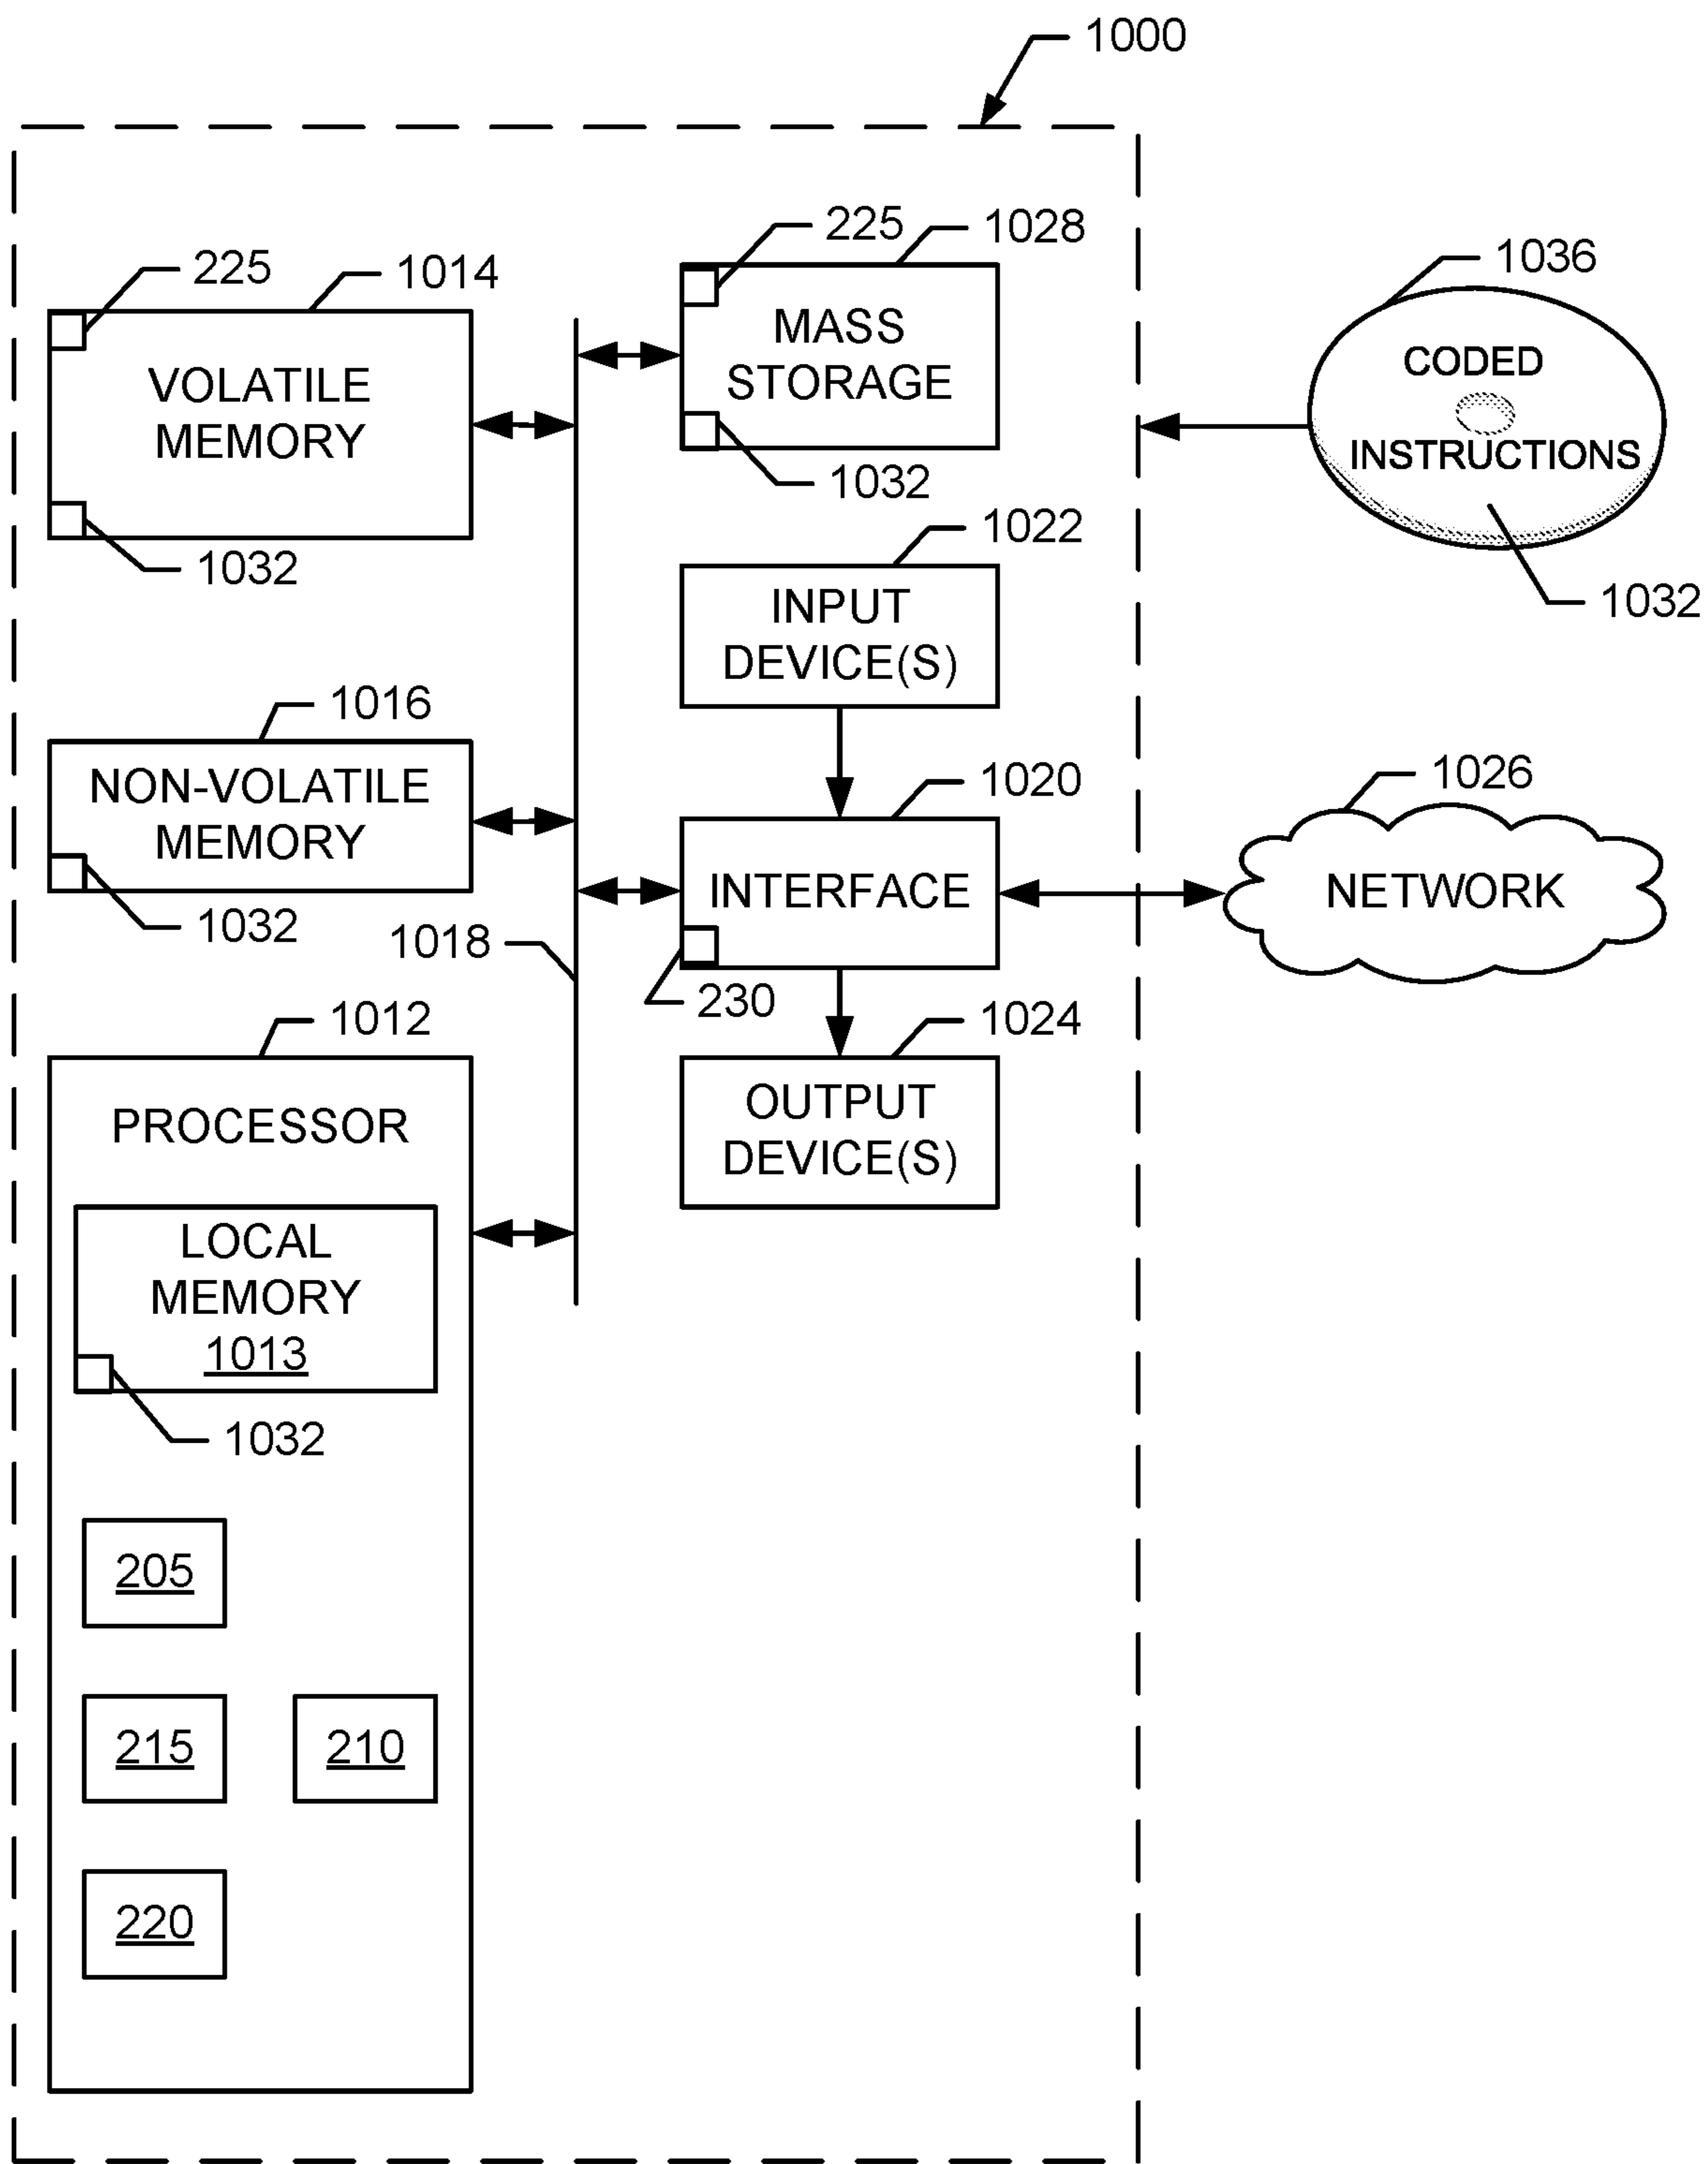 1000
225
1014
VOLATILE
MEMORY
1032
225
1028
MASS
STORAGE
1032
1036
CODED
INSTRUCTIONS
1032
1022
INPUT
DEVICE(S)
1016
NON-VOLATILE
MEMORY
1032
1018
1020
INTERFACE
230
1026
NETWORK
1024
OUTPUT
DEVICE(S)
1012
PROCESSOR
LOCAL
MEMORY
1013
1032
205
215
210
220